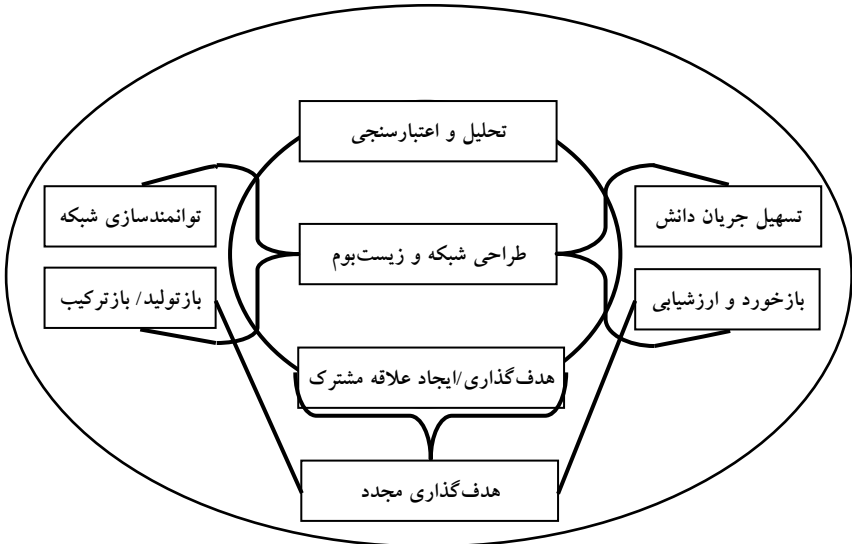 تحلیل و اعتبارسنجی
تسهیل جریان دانش
توانمندسازی شبکه
طراحی شبکه و زیست‌بوم
بازخورد و ارزشیابی
بازتولید/ بازترکیب
هدف‌گذاری/ایجاد علاقه مشترک
هدف‌گذاری مجدد